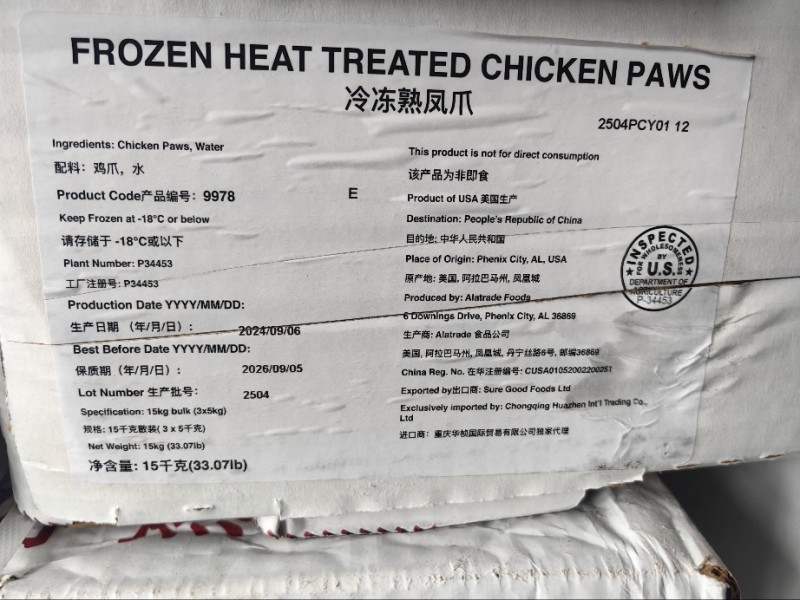 FROZEN HEAT TREATED CHICKEN PAWS
冷冻熟凤爪
2504PCY01 12
Ingredients: Chicken Paws, Water
配料：鸡爪，水
Product Code产品编号：9978
E
Keep Frozen at -18°C or below
请存储于 -18°C或以下
Plant Number: P34453
工厂注册号：P34453
Production Date YYYY/MM/DD:
生产日期 （年/月/日）：
2024/09/06
Best Before Date YYYY/MM/DD:
保质期（年/月/日）：
2026/09/05
Lot Number 生产批号：
2504
Specification: 15kg bulk (3x5kg)
规格: 15千克散装( 3 x 5千克)
Net Weight: 15kg (33.07lb)
净含量: 15千克(33.07lb)
This product is not for direct consumption
该产品为非即食
Product of USA 美国生产
Destination: People's Republic of China
目的地: 中华人民共和国
Place of Origin: Phenix City, AL, USA
原产地: 美国, 阿拉巴马州, 凤凰城
Produced by: Alatrade Foods
6 Downings Drive, Phenix City, AL 36869
生产商: Alatrade 食品公司
美国, 阿拉巴马州, 凤凰城, 丹宁丝路6号, 邮编36869
China Reg. No. 在华注册编号: CUSA01052002200251
Exported by出口商: Sure Good Foods Ltd
Exclusively imported by: Chongqing Huazhen Int'l Trading Co., Ltd
进口商：重庆华桢国际贸易有限公司独家代理
INSPECTED
FOR WHOLESOMENESS
BY
U.S.
DEPARTMENT OF
AGRICULTURE
P-34453